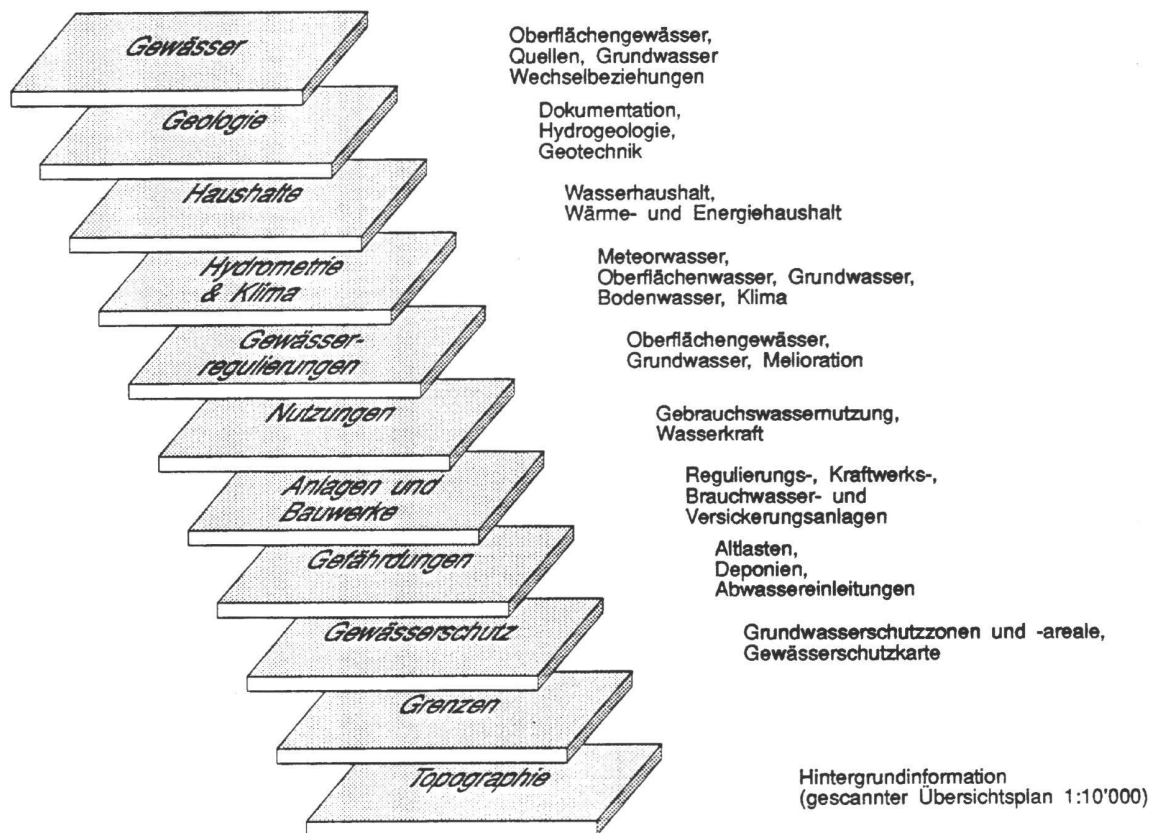 Gewässer
Oberflächengewässer,
Quellen, Grundwasser
Wechselbeziehungen
Geologie
Dokumentation,
Hydrogeologie,
Geotechnik
Haushalte
Wasserhaushalt,
Wärme- und Energiehaushalt
Hydrometrie
& Klima
Meteorwasser,
Oberflächenwasser, Grundwasser,
Bodenwasser, Klima
Gewässer-
regulierungen
Oberflächengewässer,
Grundwasser, Melioration
Nutzungen
Gebrauchswassernutzung,
Wasserkraft
Anlagen und
Bauwerke
Regulierungs-, Kraftwerks-,
Brauchwasser- und
Versickerungsanlagen
Gefährdungen
Altlasten,
Deponien,
Abwassereinleitungen
Gewässerschutz
Grundwasserschutzzonen und -areale,
Gewässerschutzkarte
Grenzen
Topographie
Hintergrundinformation
(gescannter Übersichtsplan 1:10'000)